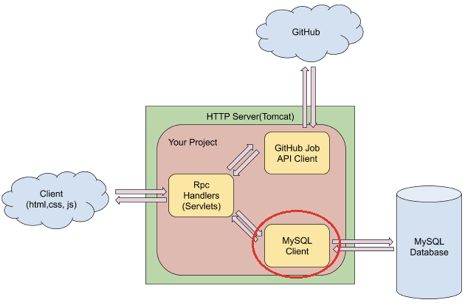 GitHub
HTTP Server(Tomcat)
Your Project
GitHub Job
API Client
Client
(html,css, js)
Rpc
Handlers
(Servlets)
MySQL
Client
MySQL
Database